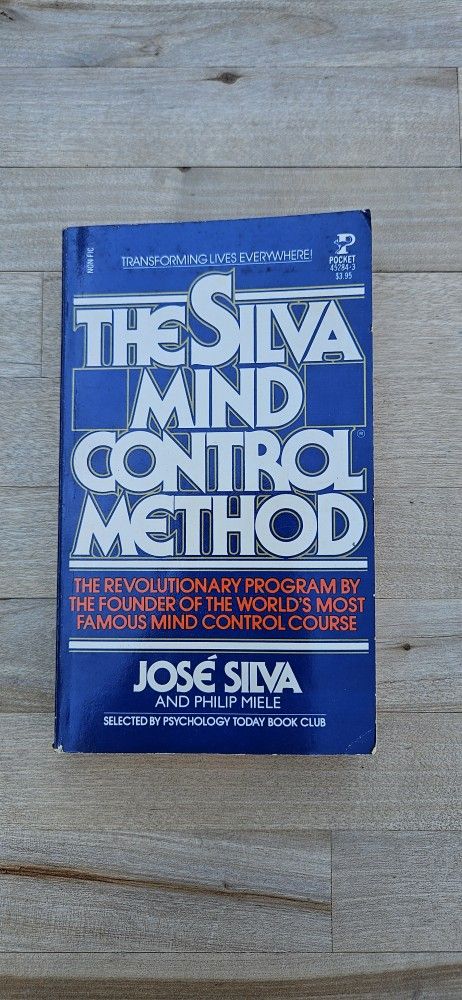 NON-FIC
TRANSFORMING LIVES EVERYWHERE!
P
POCKET
45284-3
$3.95
THE SILVA
MIND
CONTROL®
METHOD
THE REVOLUTIONARY PROGRAM BY
THE FOUNDER OF THE WORLD'S MOST
FAMOUS MIND CONTROL COURSE
JOSÉ SILVA
AND PHILIP MIELE
SELECTED BY PSYCHOLOGY TODAY BOOK CLUB